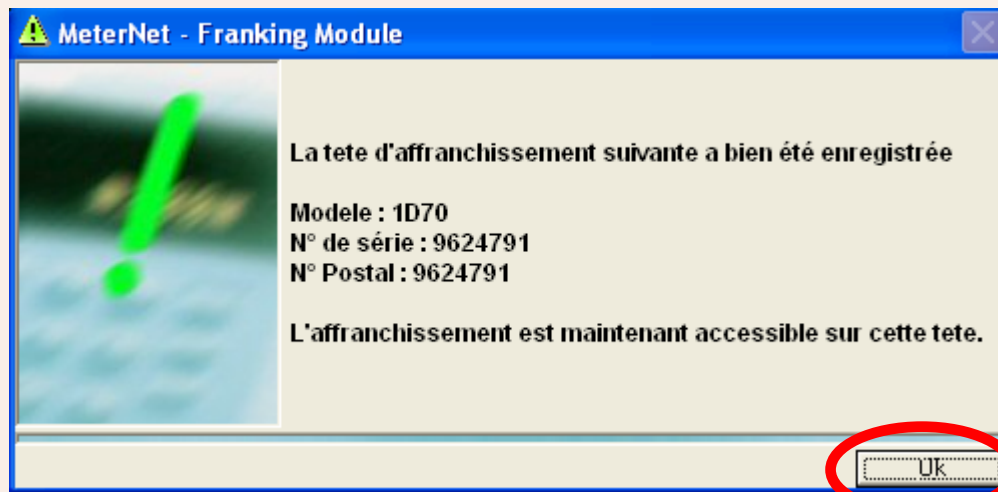 MeterNet - Franking Module
La tete d'affranchissement suivante a bien été enregistrée
Modele : 1D70
N° de série : 9624791
N° Postal : 9624791
L'affranchissement est maintenant accessible sur cette tete.
Ok